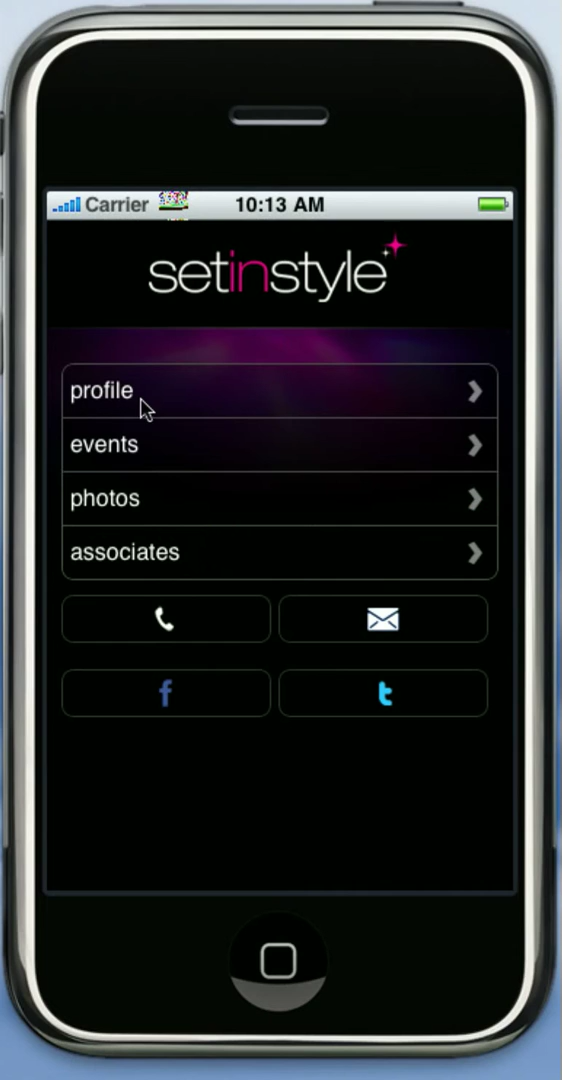 Carrier 10:13 AM
setinstyle
profile
events
photos
associates